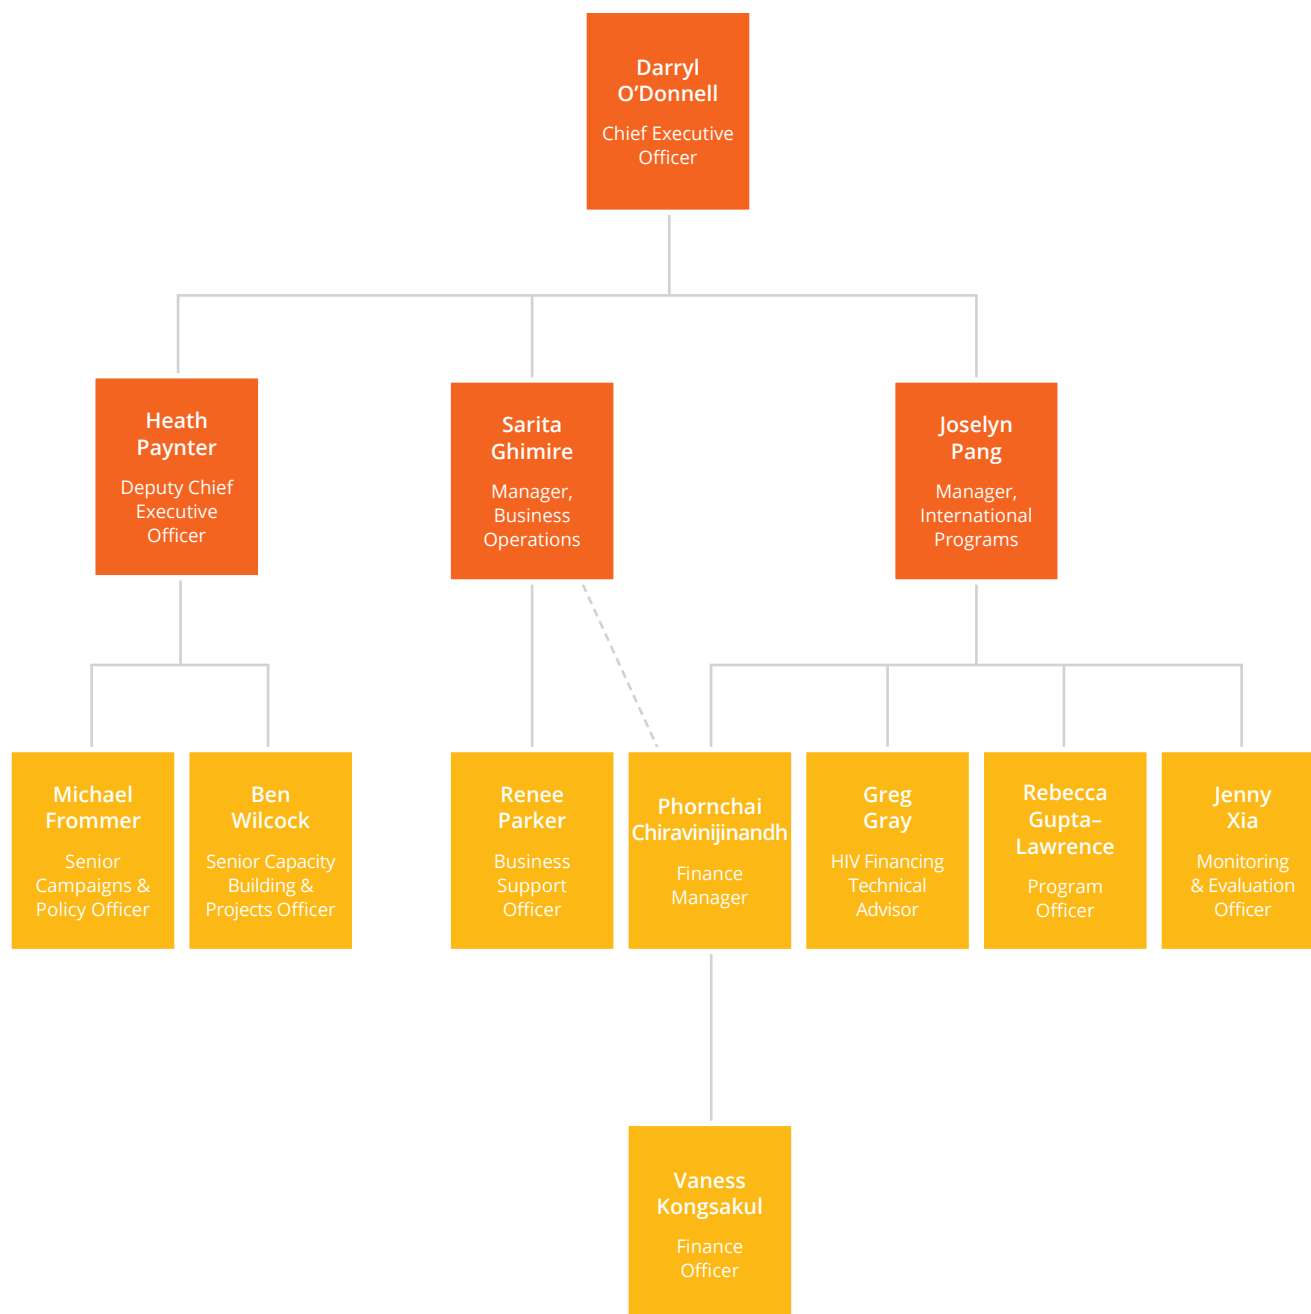 Darryl
O’Donnell
Chief Executive
Officer
Heath
Paynter
Deputy Chief
Executive
Officer
Sarita
Ghimire
Manager,
Business
Operations
Joselyn
Pang
Manager,
International
Programs
Michael
Frommer
Senior
Campaigns &
Policy Officer
Ben
Wilcock
Senior Capacity
Building &
Projects Officer
Renee
Parker
Business
Support
Officer
Phornchai
Chiravinijinandh
Finance
Manager
Greg
Gray
HIV Financing
Technical
Advisor
Rebecca
Gupta–
Lawrence
Program
Officer
Jenny
Xia
Monitoring
& Evaluation
Officer
Vaness
Kongsakul
Finance
Officer